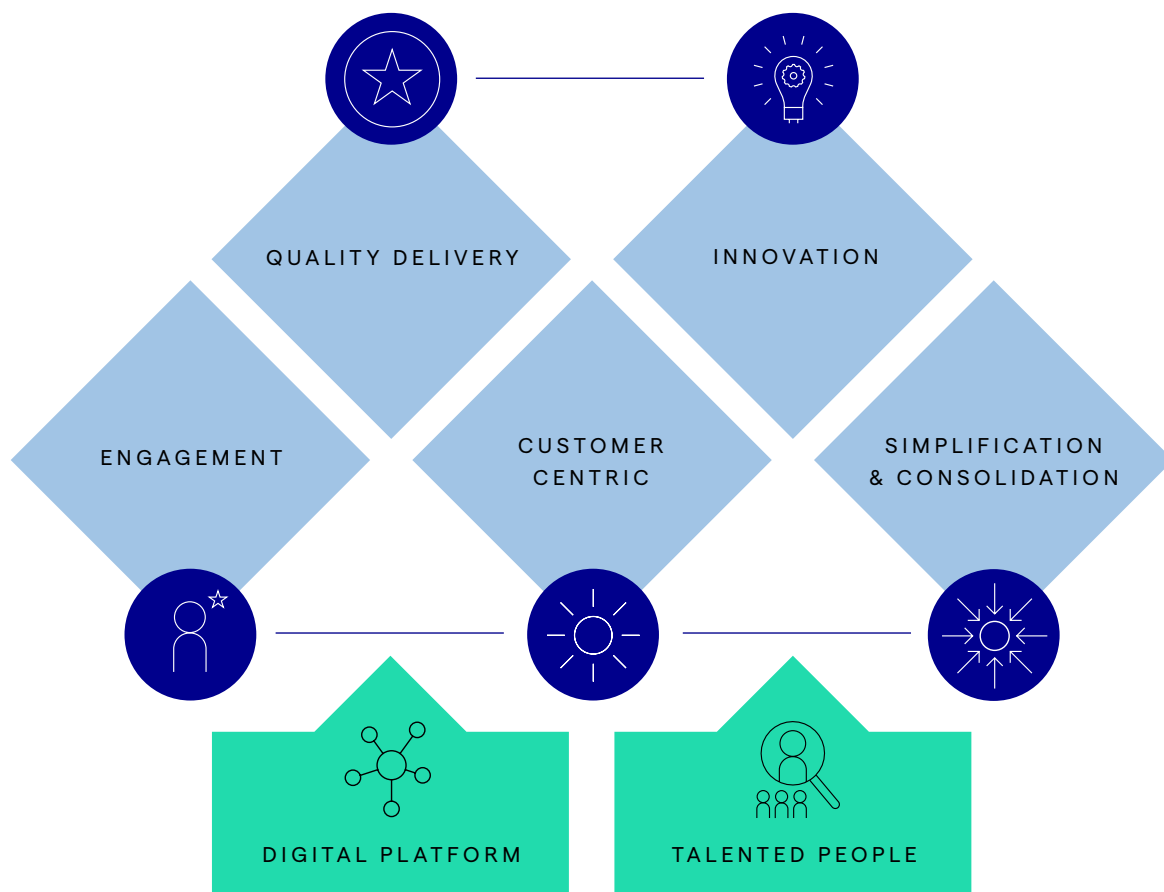 QUALITY DELIVERY
INNOVATION
ENGAGEMENT
CUSTOMER
CENTRIC
SIMPLIFICATION
& CONSOLIDATION
DIGITAL PLATFORM
TALENTED PEOPLE